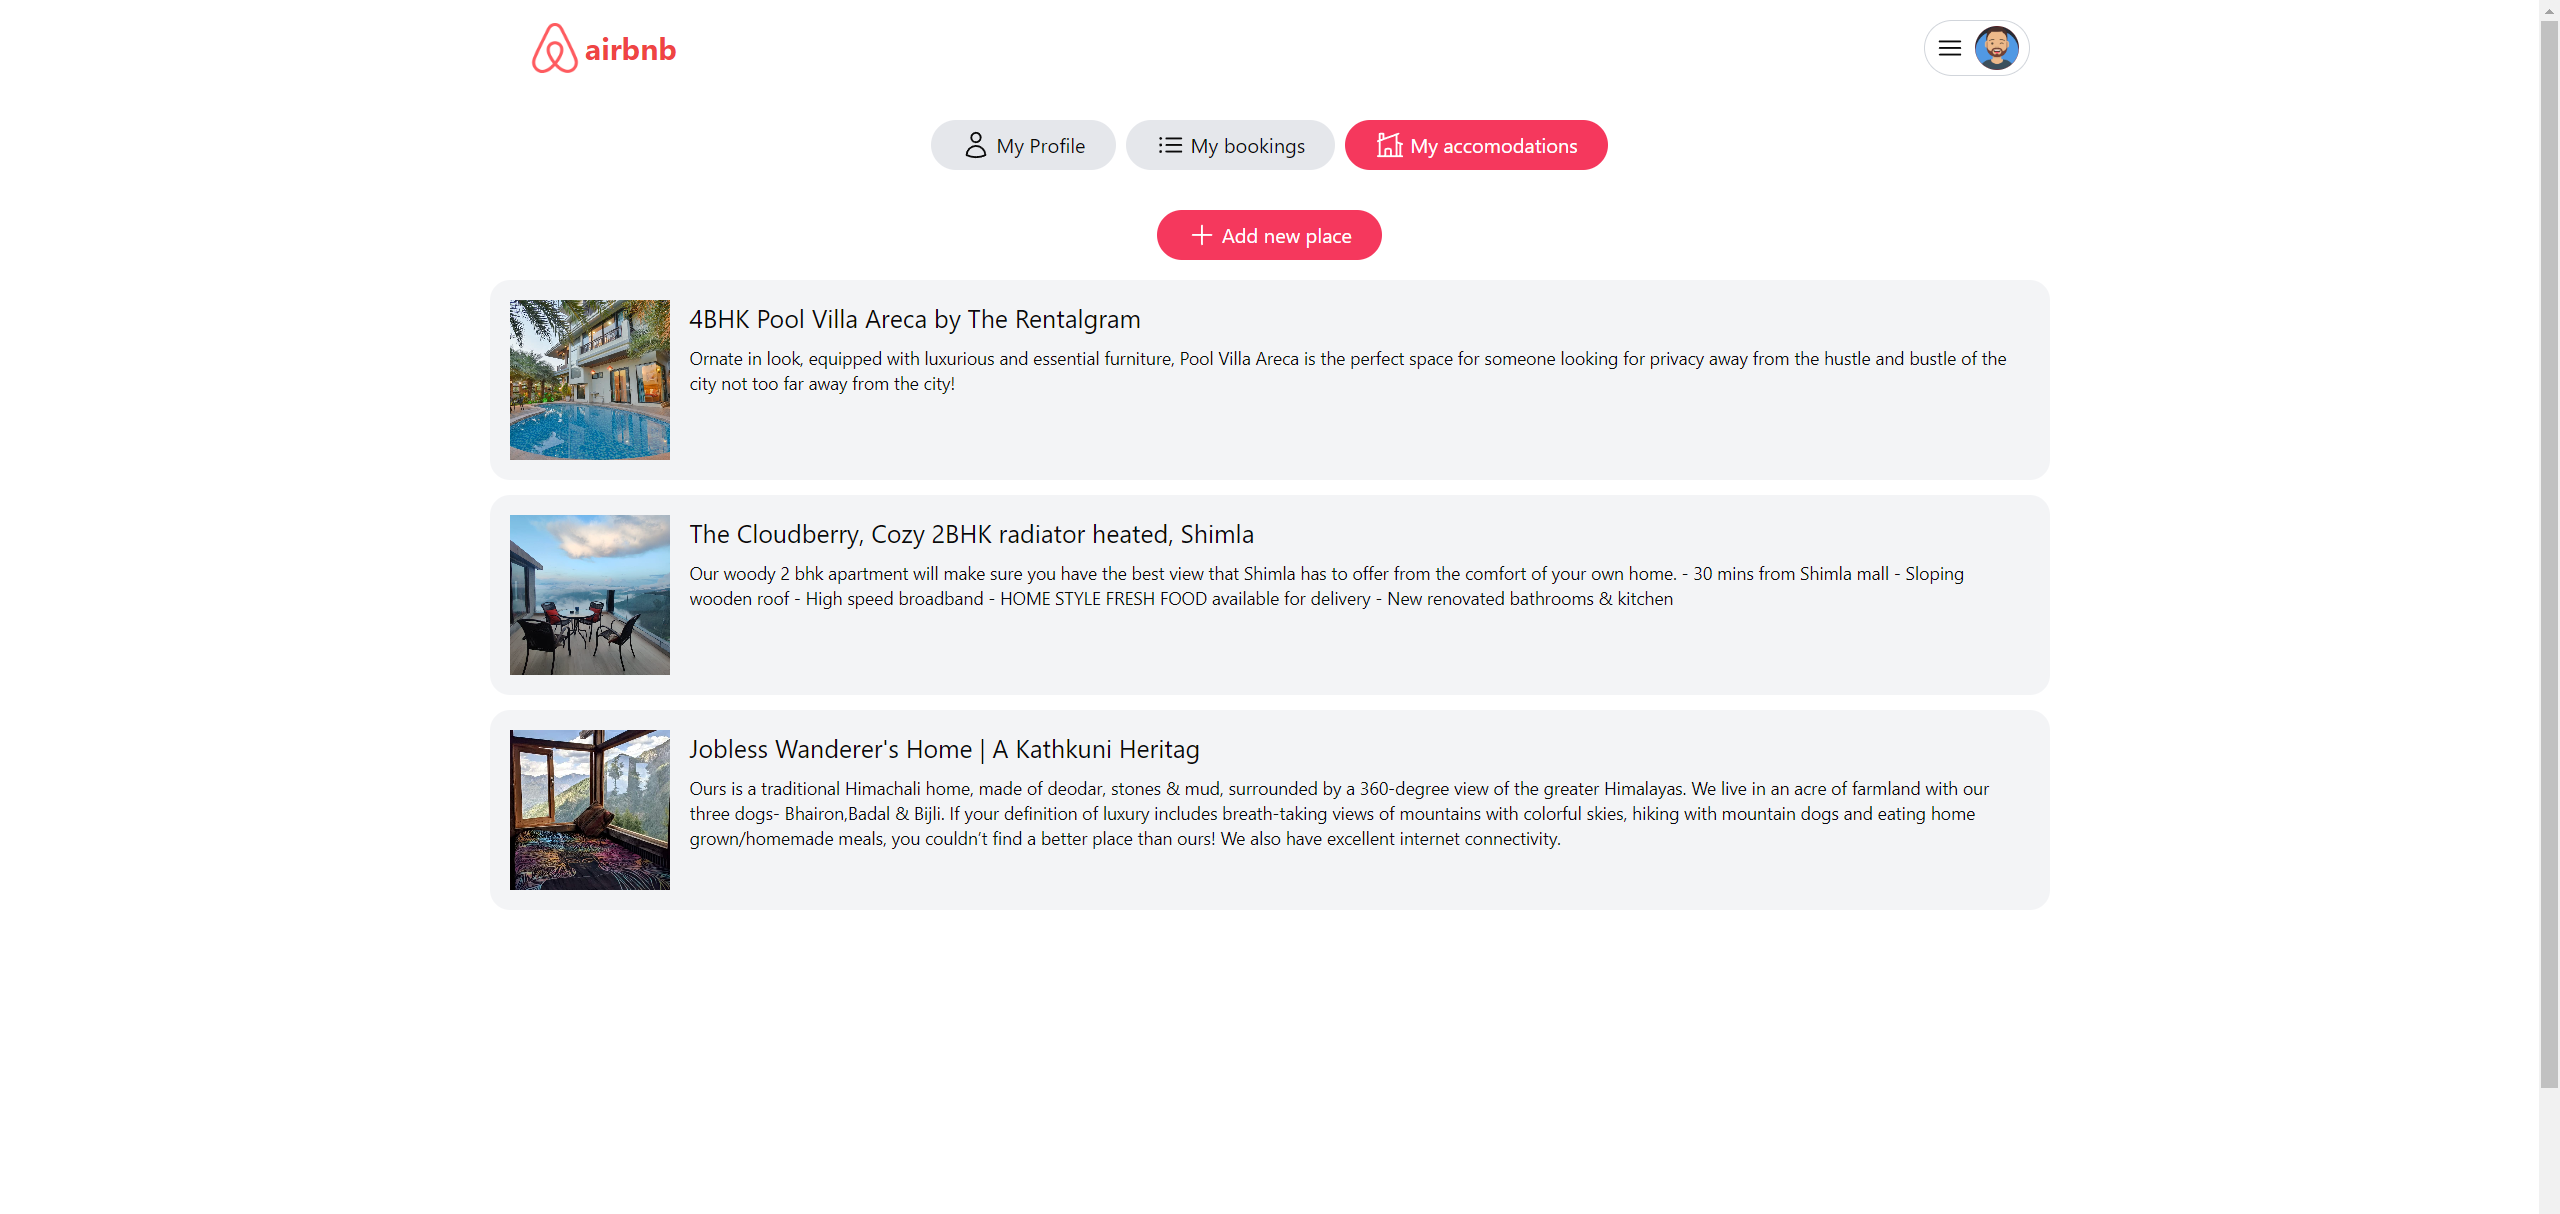 airbnb
My Profile
My bookings
My accomodations
Add new place
4BHK Pool Villa Areca by The Rentalgram
Ornate in look, equipped with luxurious and essential furniture, Pool Villa Areca is the perfect space for someone looking for privacy away from the hustle and bustle of the
city not too far away from the city!
The Cloudberry, Cozy 2BHK radiator heated, Shimla
Our woody 2 bhk apartment will make sure you have the best view that Shimla has to offer from the comfort of your own home. - 30 mins from Shimla mall - Sloping
wooden roof - High speed broadband - HOME STYLE FRESH FOOD available for delivery - New renovated bathrooms & kitchen
Jobless Wanderer's Home | A Kathkuni Heritag
Ours is a traditional Himachali home, made of deodar, stones & mud, surrounded by a 360-degree view of the greater Himalayas. We live in an acre of farmland with our
three dogs- Bhairon,Badal & Bijli. If your definition of luxury includes breath-taking views of mountains with colorful skies, hiking with mountain dogs and eating home
grown/homemade meals, you couldn’t find a better place than ours! We also have excellent internet connectivity.